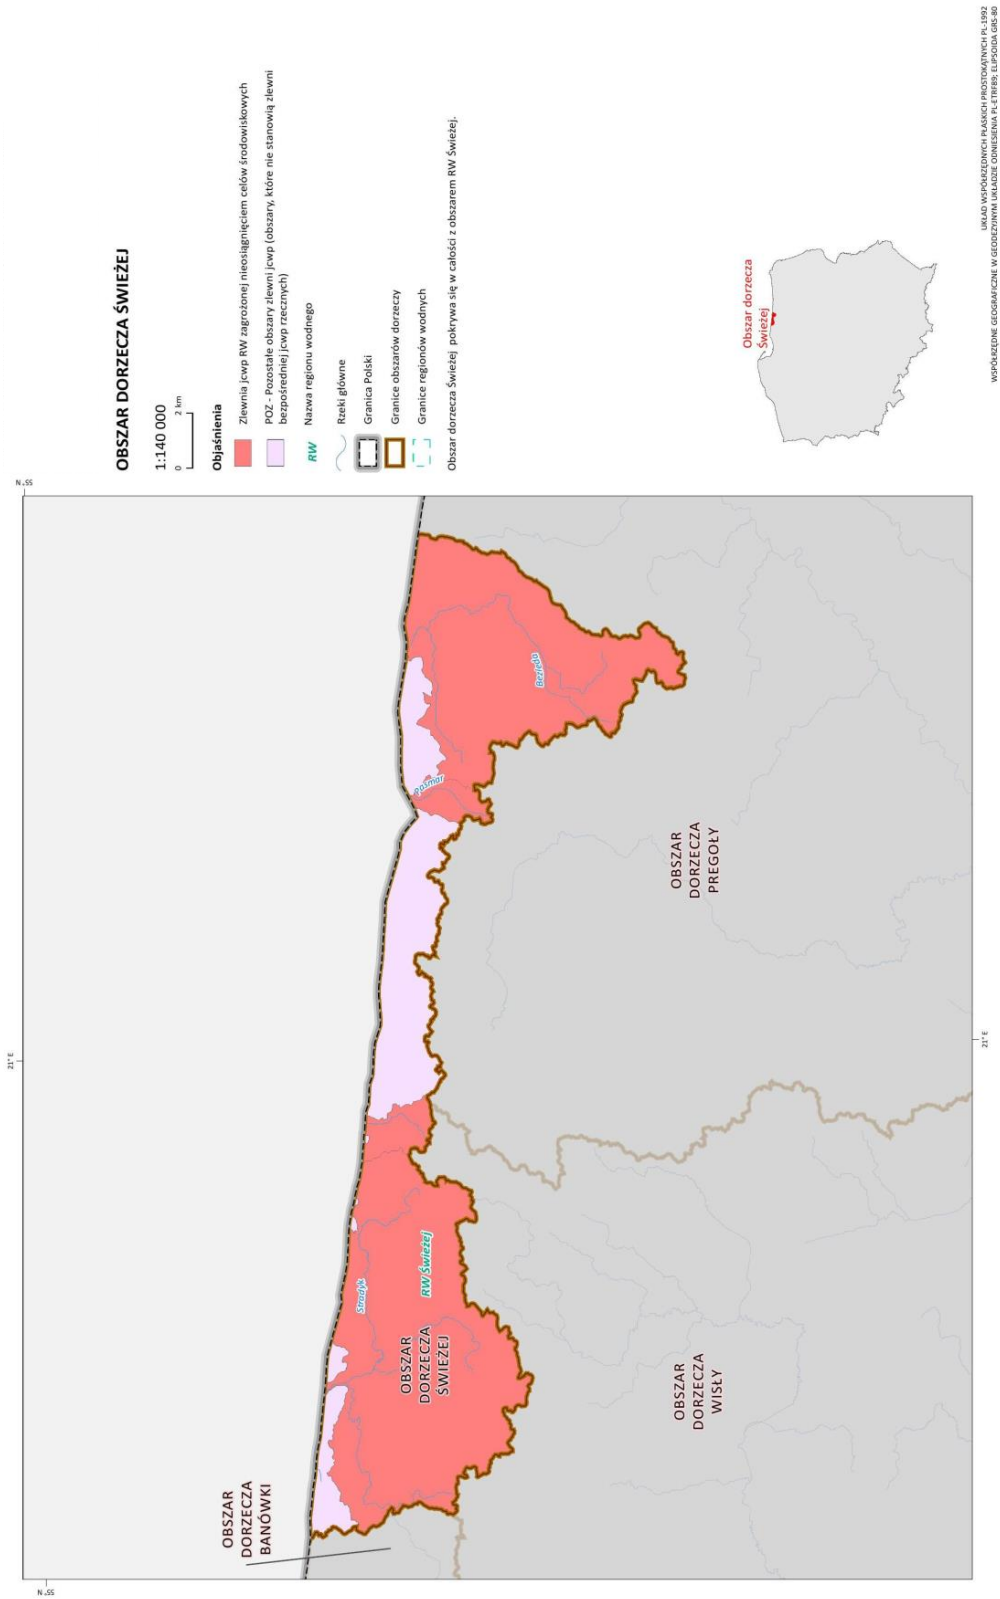 OBSZAR DORZECZA ŚWIEŻEJ
1:140 000
0 2 km
Objaśnienia
Zlewnia jcwp RW zagrożonej nieosiągnięciem celów środowiskowych
POZ - Pozostałe obszary zlewni jcwp (obszary, które nie stanowią zlewni
bezpośredniej jcwp rzecznych)
RW Nazwa regionu wodnego
Rzeki główne
Granica Polski
Granice obszarów dorzeczy
Granice regionów wodnych
Obszar dorzecza Świeżej pokrywa się w całości z obszarem RW Świeżej.
N .55
N .55
21° E
21° E
OBSZAR
DORZECZA
BANÓWKI
OBSZAR
DORZECZA
ŚWIEŻEJ
RW Świeżej
Stradyk
OBSZAR
DORZECZA
WISŁY
OBSZAR
DORZECZA
PREGOŁY
Bezleda
Obszar dorzecza
Świeżej
UKŁAD WSPÓŁRZĘDNYCH PŁASKICH PROSTOKĄTNYCH PL-1992
WSPÓŁRZĘDNE GEOGRAFICZNE W GEODEZYJNYM UKŁADZIE ODNIESIENIA PL-ETRF89; ELIPSOIDA GRS-80